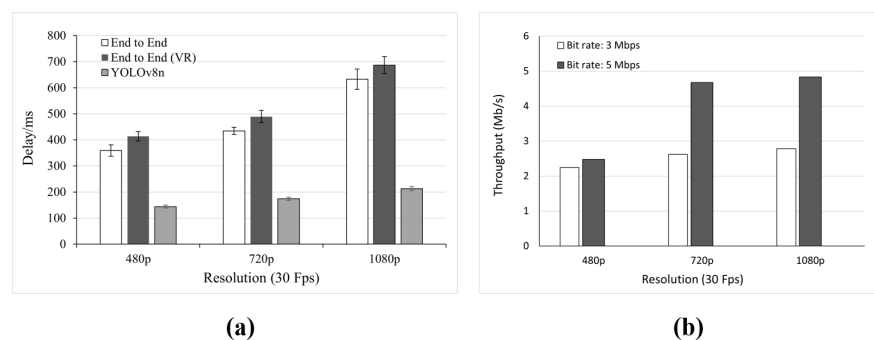 End to End
End to End (VR)
YOLOv8n
800
700
600
500
400
300
200
100
0
Delay/ms
480p 720p 1080p
Resolution (30 Fps)
(a)
Bit rate: 3 Mbps
Bit rate: 5 Mbps
6
5
4
3
2
1
0
Throughput (Mb/s)
480p 720p 1080p
Resolution (30 Fps)
(b)